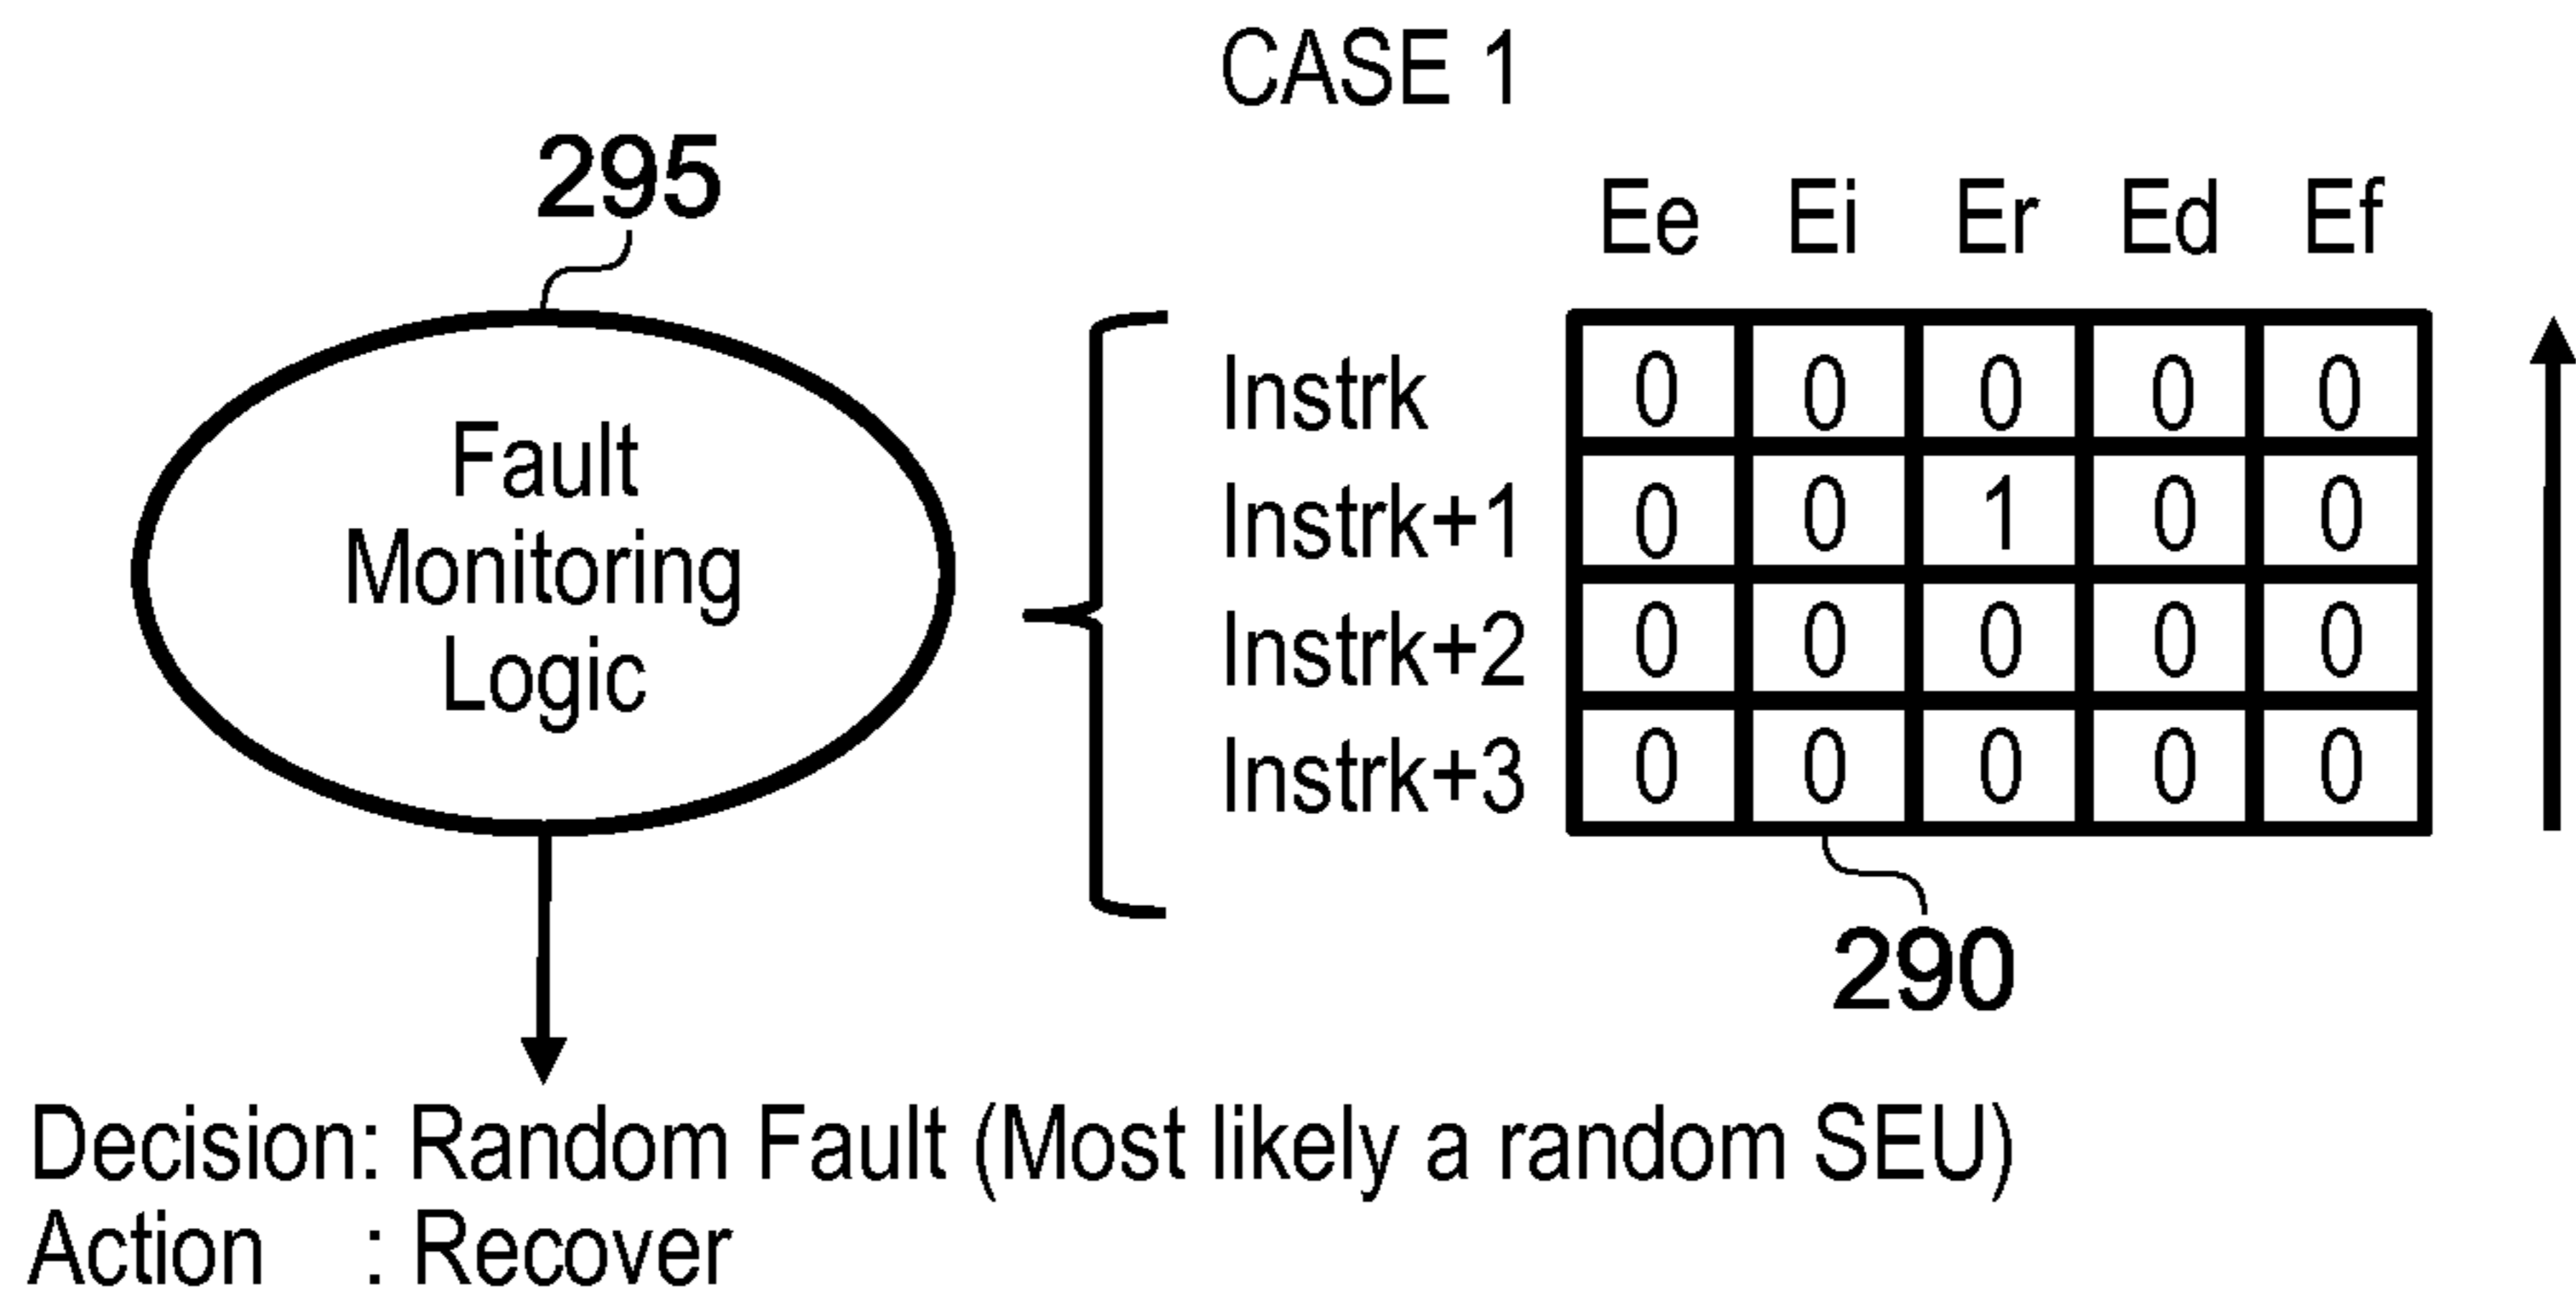 CASE 1
295
Ee Ei Er Ed Ef
Fault
Monitoring
Logic
Instrk 0 0 0 0 0
Instrk+1 0 0 1 0 0
Instrk+2 0 0 0 0 0
Instrk+3 0 0 0 0 0
290
Decision: Random Fault (Most likely a random SEU)
Action : Recover